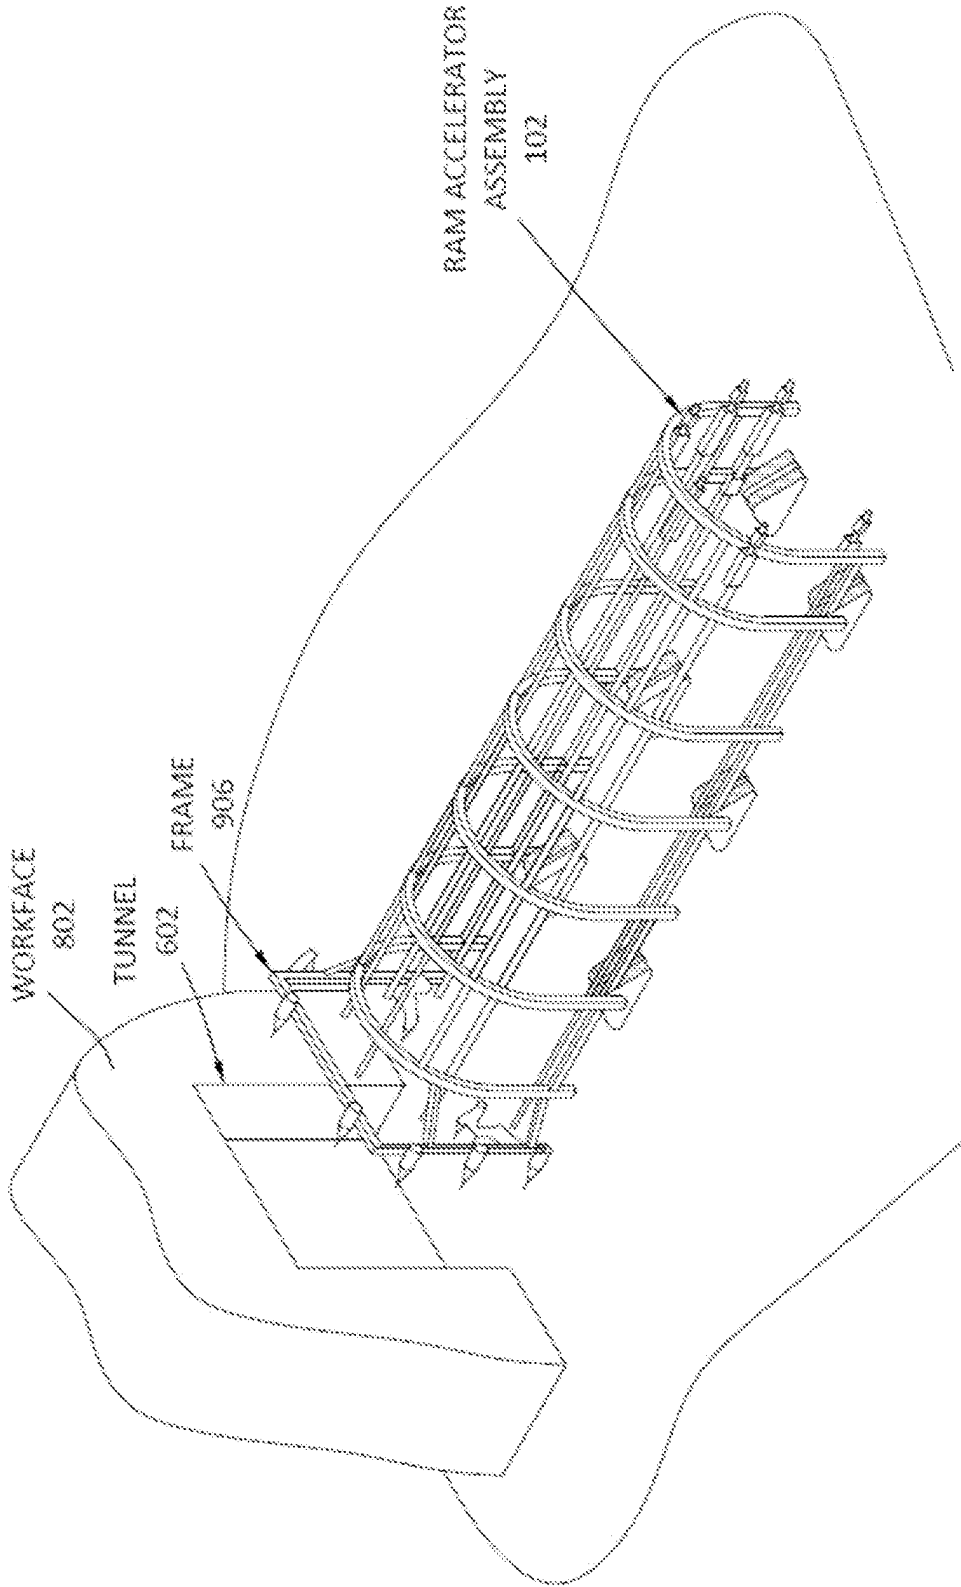 WORKFACE
802
TUNNEL
602
FRAME
906
RAM ACCELERATOR
ASSEMBLY
102